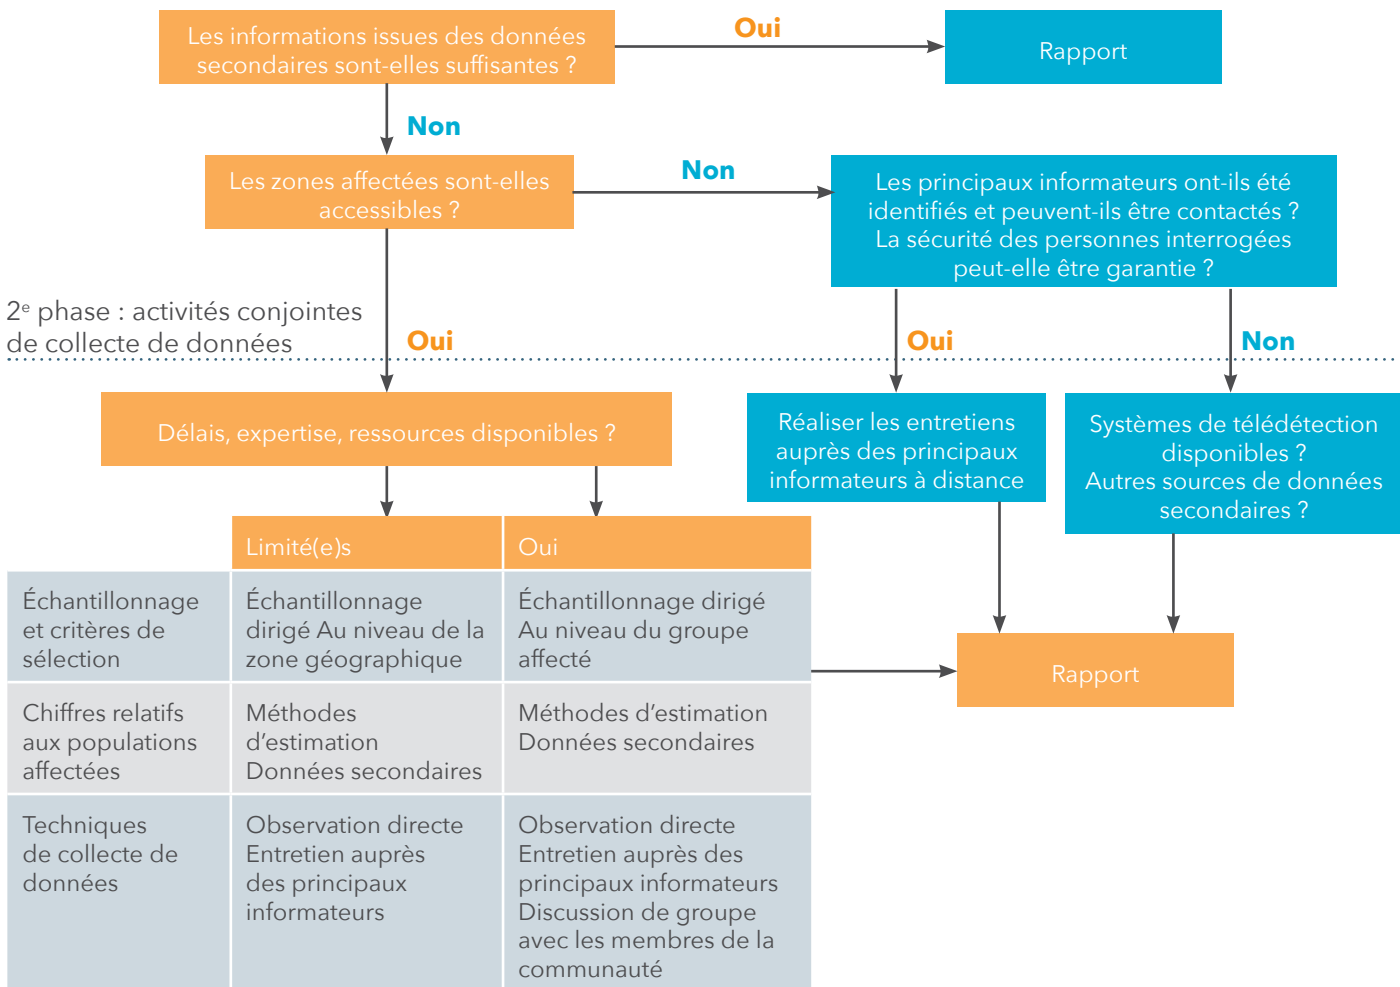 Les informations issues des données
secondaires sont-elles suffisantes ?
Oui
Rapport
Non
Les zones affectées sont-elles
accessibles ?
Non
Les principaux informateurs ont-ils été
identifiés et peuvent-ils être contactés ?
La sécurité des personnes interrogées
peut-elle être garantie ?
2e phase : activités conjointes
de collecte de données
Oui
Oui
Non
Délais, expertise, ressources disponibles ?
Réaliser les entretiens
auprès des principaux
informateurs à distance
Systèmes de télédétection
disponibles ?
Autres sources de données
secondaires ?
Limité(e)s
Oui
Échantillonnage
et critères de
sélection
Échantillonnage
dirigé Au niveau de la
zone géographique
Échantillonnage dirigé
Au niveau du groupe
affecté
Rapport
Chiffres relatifs
aux populations
affectées
Méthodes
d’estimation
Données secondaires
Méthodes d’estimation
Données secondaires
Techniques
de collecte de
données
Observation directe
Entretien auprès
des principaux
informateurs
Observation directe
Entretien auprès des
principaux informateurs
Discussion de groupe
avec les membres de la
communauté